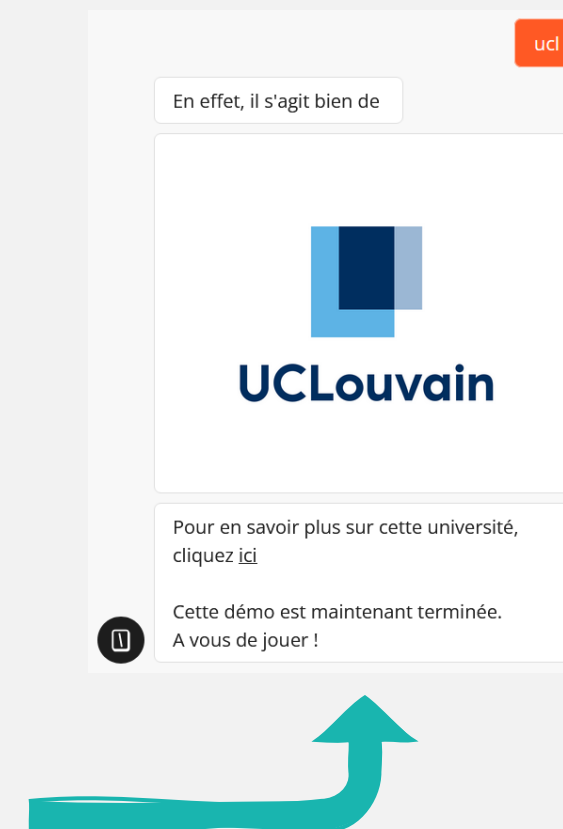 ucl
En effet, il s'agit bien de
UCLouvain
Pour en savoir plus sur cette université,
cliquez ici
Cette démo est maintenant terminée.
A vous de jouer !